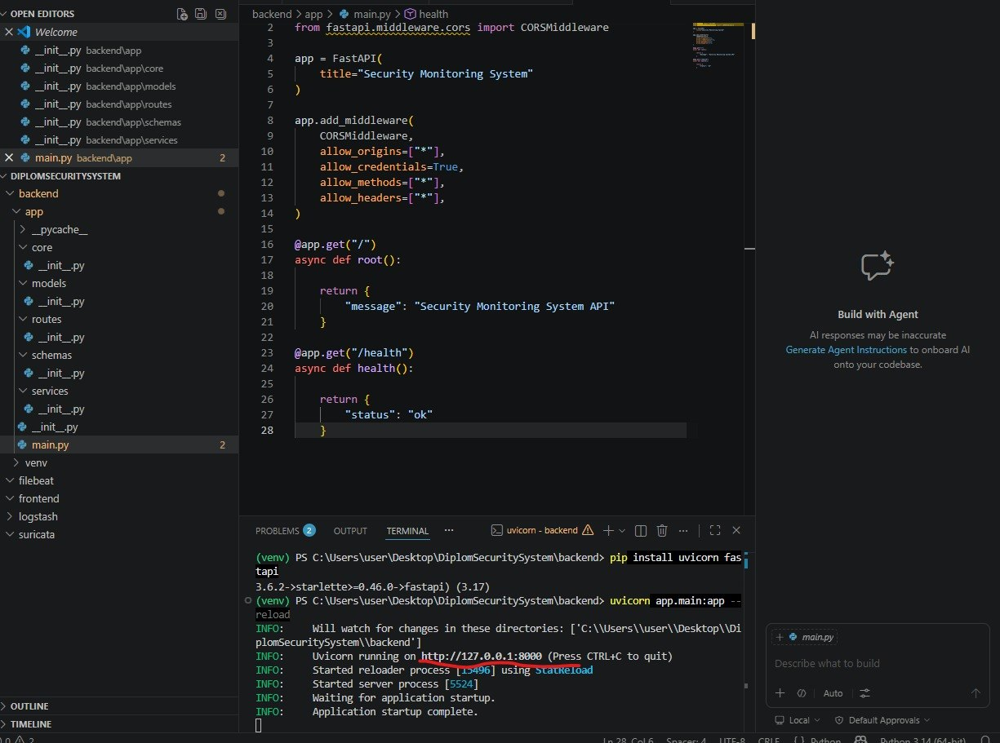 OPEN EDITORS
Welcome
__init__.py backend\app
__init__.py backend\app\core
__init__.py backend\app\models
__init__.py backend\app\routes
__init__.py backend\app\schemas
__init__.py backend\app\services
main.py backend\app 2
DIPLOMSECURITYSYSTEM
backend
app
__pycache__
core
__init__.py
models
__init__.py
routes
__init__.py
schemas
__init__.py
services
__init__.py
__init__.py
main.py 2
venv
filebeat
frontend
logstash
suricata
OUTLINE
TIMELINE
backend > app > main.py > health
2 from fastapi.middleware.cors import CORSMiddleware
3
4 app = FastAPI(
5     title="Security Monitoring System"
6 )
7
8 app.add_middleware(
9     CORSMiddleware,
10     allow_origins=["*"],
11     allow_credentials=True,
12     allow_methods=["*"],
13     allow_headers=["*"],
14 )
15
16 @app.get("/")
17 async def root():
18
19     return {
20         "message": "Security Monitoring System API"
21     }
22
23 @app.get("/health")
24 async def health():
25
26     return {
27         "status": "ok"
28     }
PROBLEMS 2 OUTPUT TERMINAL ... uvicorn - backend
(venv) PS C:\Users\user\Desktop\DiplomSecuritySystem\backend> pip install uvicorn fas
tapi
3.6.2->starlette>=0.46.0->fastapi) (3.17)
(venv) PS C:\Users\user\Desktop\DiplomSecuritySystem\backend> uvicorn app.main:app --
reload
INFO:     Will watch for changes in these directories: ['C:\\Users\\user\\Desktop\\Di
plomSecuritySystem\\backend']
INFO:     Uvicorn running on http://127.0.0.1:8000 (Press CTRL+C to quit)
INFO:     Started reloader process [15496] using StatReload
INFO:     Started server process [5524]
INFO:     Waiting for application startup.
INFO:     Application startup complete.
Build with Agent
AI responses may be inaccurate
Generate Agent Instructions to onboard AI
onto your codebase.
+ main.py
Describe what to build
Auto
Local Default Approvals
0 2 Ln 28, Col 6 Spaces: 4 UTF-8 CRLF { } Python Python 3.14 (64-bit)